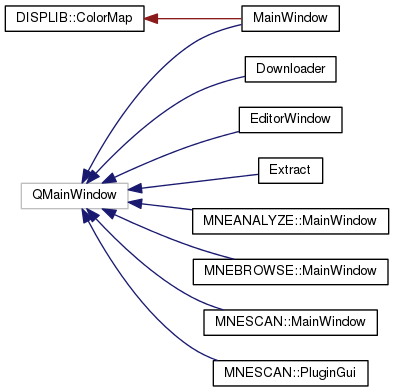 DISPLIB::ColorMap
MainWindow
Downloader
EditorWindow
Extract
QMainWindow
MNEANALYZE::MainWindow
MNEBROWSE::MainWindow
MNESCAN::MainWindow
MNESCAN::PluginGui